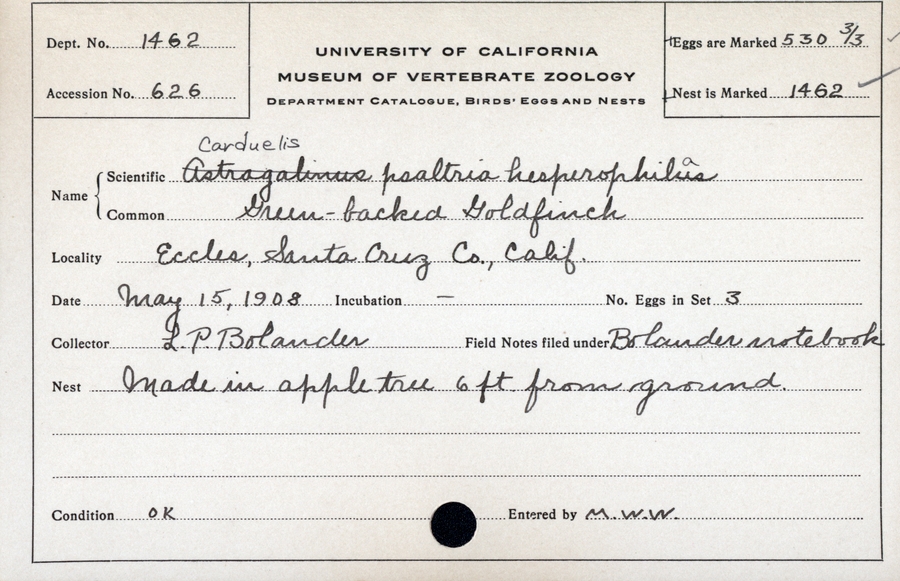 Dept. No. 1462
Accession No. 626
UNIVERSITY OF CALIFORNIA
MUSEUM OF VERTEBRATE ZOOLOGY
DEPARTMENT CATALOGUE, BIRDS' EGGS AND NESTS
Eggs are Marked 530 3/3
Nest is Marked 1462
Carduelis
Name
Scientific Astragalinus psaltria hesperophilus a
Common Green-backed Goldfinch
Locality Eccles, Santa Cruz Co., Calif.
Date May 15, 1908 Incubation — No. Eggs in Set 3
Collector L.P. Bolander Field Notes filed under Bolander notebook
Nest Made in apple tree 6 ft from ground.
Condition OK Entered by M.W.W.